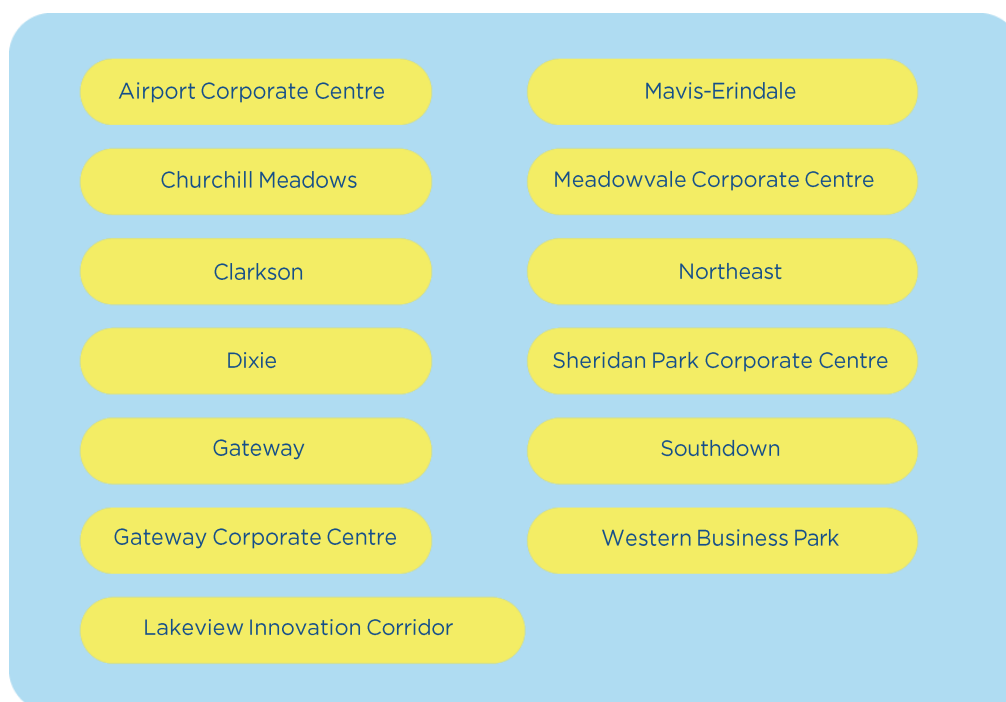 Airport Corporate Centre
Churchill Meadows
Clarkson
Dixie
Gateway
Gateway Corporate Centre
Lakeview Innovation Corridor
Mavis-Erindale
Meadowvale Corporate Centre
Northeast
Sheridan Park Corporate Centre
Southdown
Western Business Park